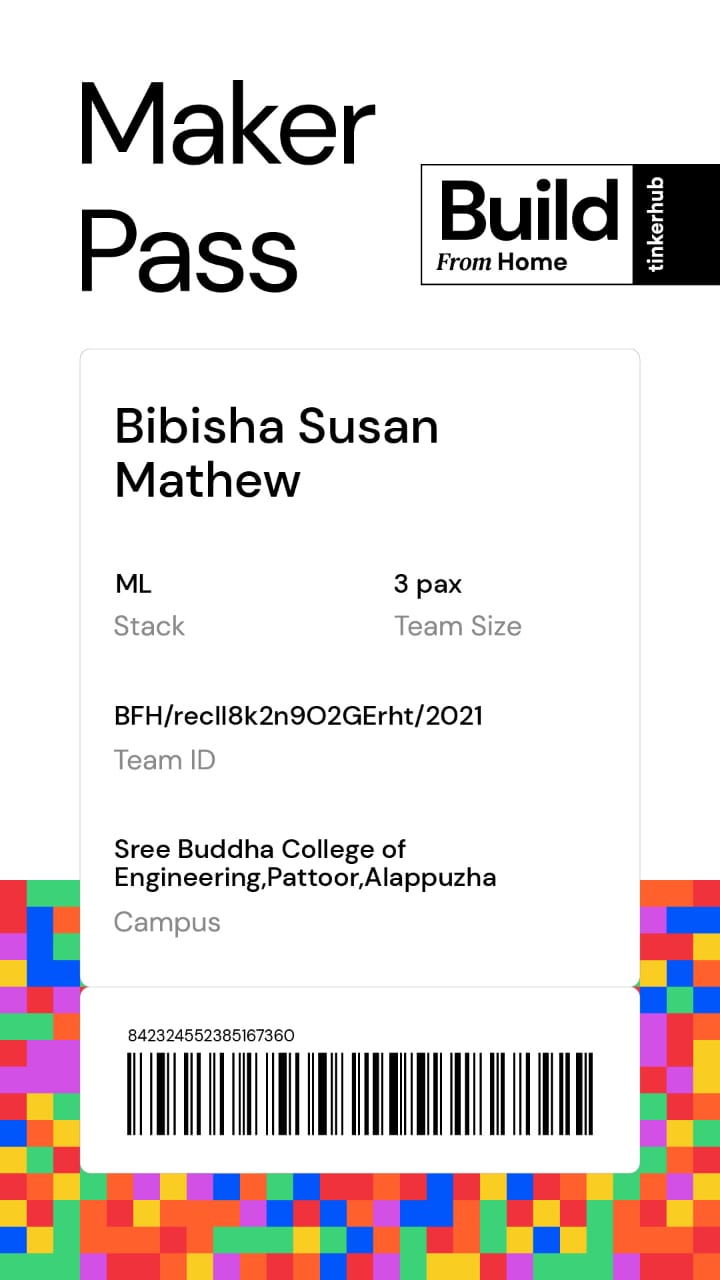 Maker
Pass
Build
From Home
tinkerhub
Bibisha Susan
Mathew
ML
Stack
3 pax
Team Size
BFH/recll8k2n9O2GErht/2021
Team ID
Sree Buddha College of
Engineering,Pattoor,Alappuzha
Campus
842324552385167360